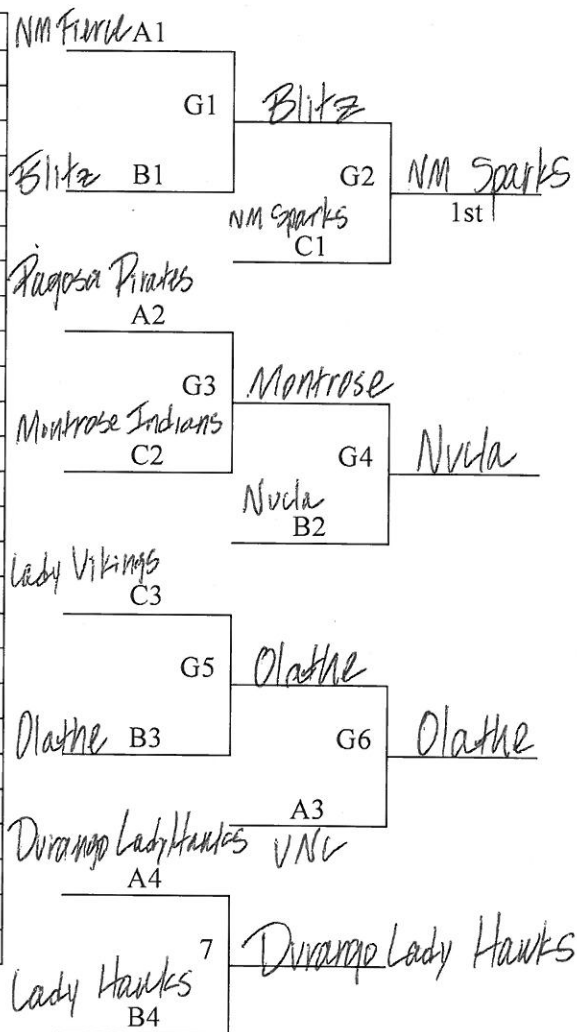 NM Fierce A1
G1 Blitz
Blitz B1
G2 NM Sparks
1st
NM Sparks
C1
Pagosa Pirates
A2
G3 Montrose
Montrose Indians
C2
G4 Nucla
Nucla
B2
Lady Vikings
C3
G5 Olathe
Olathe B3
G6 Olathe
A3
Durango Lady Hawks VNC
A4
7 Durango Lady Hawks
Lady Hawks
B4